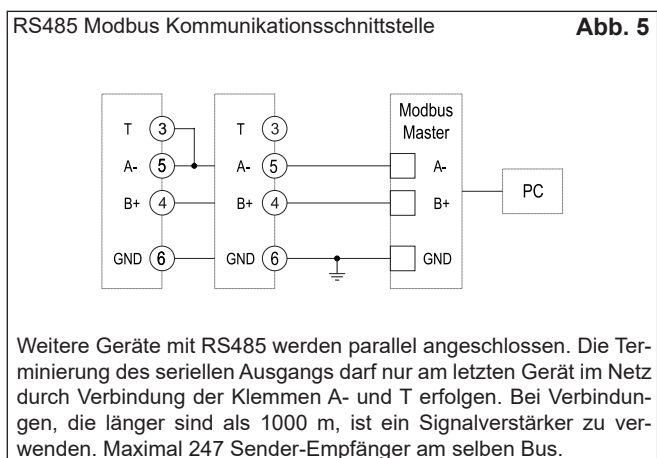 RS485 Modbus Kommunikationsschnittstelle Abb. 5
Modbus
Master
T 3 T 3
A- 5 A- 5 A-
B+ 4 B+ 4 B+ PC
GND 6 GND 6 GND
Weitere Geräte mit RS485 werden parallel angeschlossen. Die Ter-
minierung des seriellen Ausgangs darf nur am letzten Gerät im Netz
durch Verbindung der Klemmen A- und T erfolgen. Bei Verbindun-
gen, die länger sind als 1000 m, ist ein Signalverstärker zu ver-
wenden. Maximal 247 Sender-Empfänger am selben Bus.